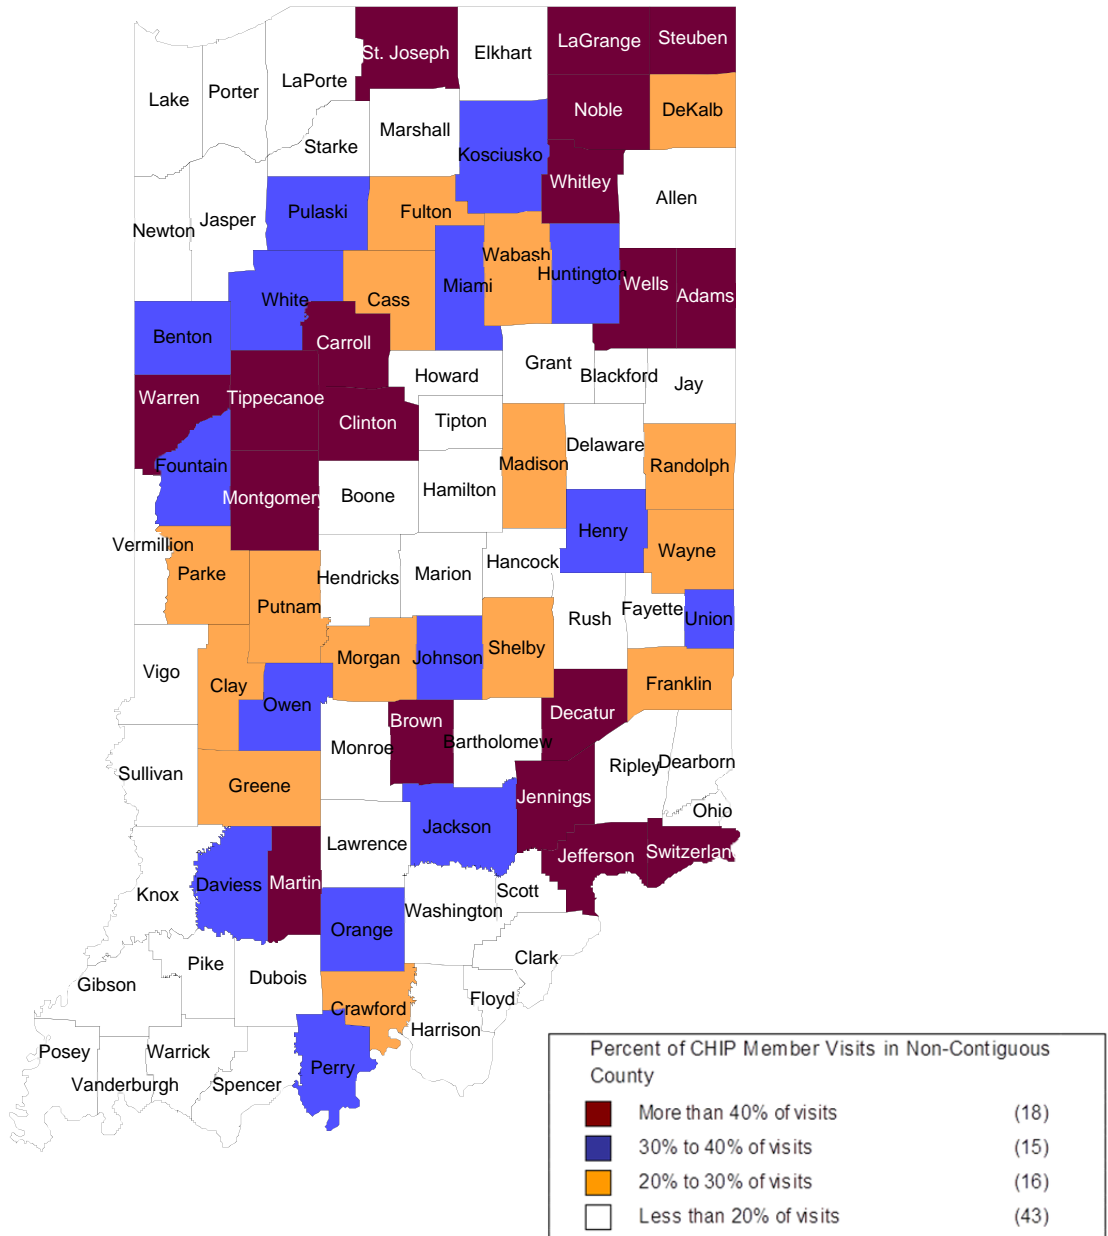 St. Joseph
Elkhart
LaGrange
Steuben
LaPorte
Porter
Lake
Noble
DeKalb
Marshall
Starke
Kosciusko
Whitley
Allen
Pulaski
Fulton
Newton
Jasper
Wabash
Huntington
Miami
Wells
Adams
White
Cass
Benton
Carroll
Grant
Howard
Blackford
Jay
Warren
Tippecanoe
Clinton
Tipton
Delaware
Fountain
Madison
Randolph
Montgomery
Boone
Hamilton
Henry
Vermillion
Wayne
Parke
Hendricks
Marion
Hancock
Putnam
Rush
Fayette
Union
Vigo
Clay
Morgan
Johnson
Shelby
Franklin
Owen
Brown
Decatur
Monroe
Bartholomew
Sullivan
Ripley
Dearborn
Greene
Jennings
Ohio
Jackson
Lawrence
Jefferson
Switzerlan
Knox
Daviess
Martin
Scott
Washington
Orange
Clark
Gibson
Pike
Dubois
Floyd
Crawford
Harrison
Posey
Warrick
Perry
Vanderburgh
Spencer
Percent of CHIP Member Visits in Non-Contiguous
County
More than 40% of visits (18)
30% to 40% of visits (15)
20% to 30% of visits (16)
Less than 20% of visits (43)